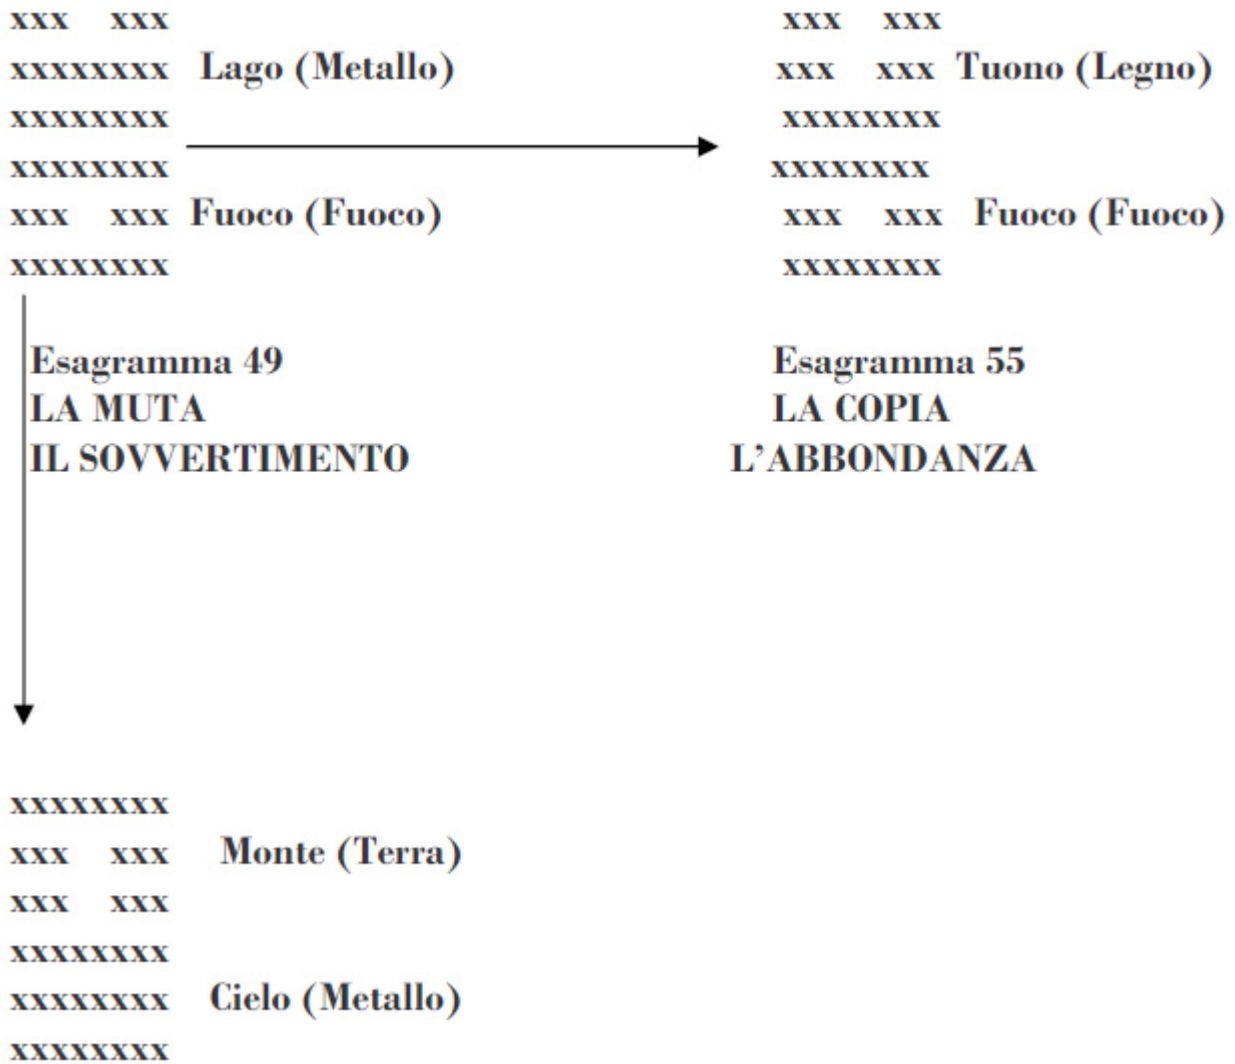 xxx xxx xxx xxx
xxxxxxxx Lago (Metallo) xxx xxx Tuono (Legno)
xxxxxxxx xxxxxxxx
xxxxxxxx xxxxxxxx
xxx xxx Fuoco (Fuoco) xxx xxx Fuoco (Fuoco)
xxxxxxxx xxxxxxxx
Esagramma 49 Esagramma 55
LA MUTA LA COPIA
IL SOVVERTIMENTO L’ABBONDANZA
xxxxxxxx
xxx xxx Monte (Terra)
xxx xxx
xxxxxxxx
xxxxxxxx Cielo (Metallo)
xxxxxxxx